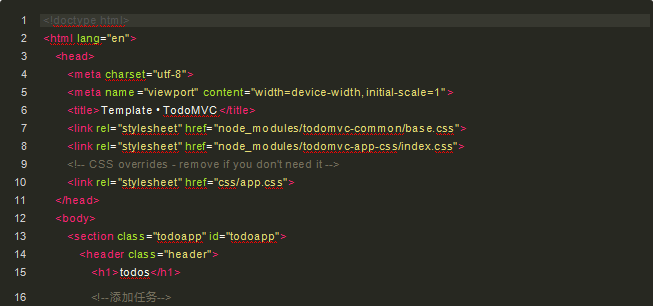 1 <!doctype html>
2 <html lang="en">
3 <head>
4 <meta charset="utf-8">
5 <meta name="viewport" content="width=device-width, initial-scale=1">
6 <title>Template • TodoMVC</title>
7 <link rel="stylesheet" href="node_modules/todomvc-common/base.css">
8 <link rel="stylesheet" href="node_modules/todomvc-app-css/index.css">
9 <!-- CSS overrides - remove if you don't need it -->
10 <link rel="stylesheet" href="css/app.css">
11 </head>
12 <body>
13 <section class="todoapp" id="todoapp">
14 <header class="header">
15 <h1>todos</h1>
16 <!--添加任务-->